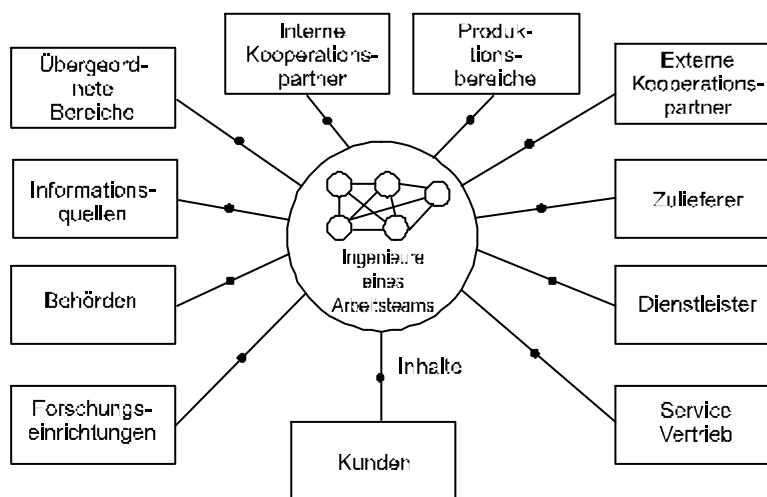 Interne
Kooperations-
partner
Produk-
tions-
bereiche
Übergeord-
nete
Bereiche
Externe
Kooperations-
partner
Informations-
quellen
Zulieferer
Ingenieure
eines
Arbeitsteams
Behörden
Dienstleister
Inhalte
Forschungs-
einrichtungen
Service
Vertrieb
Kunden